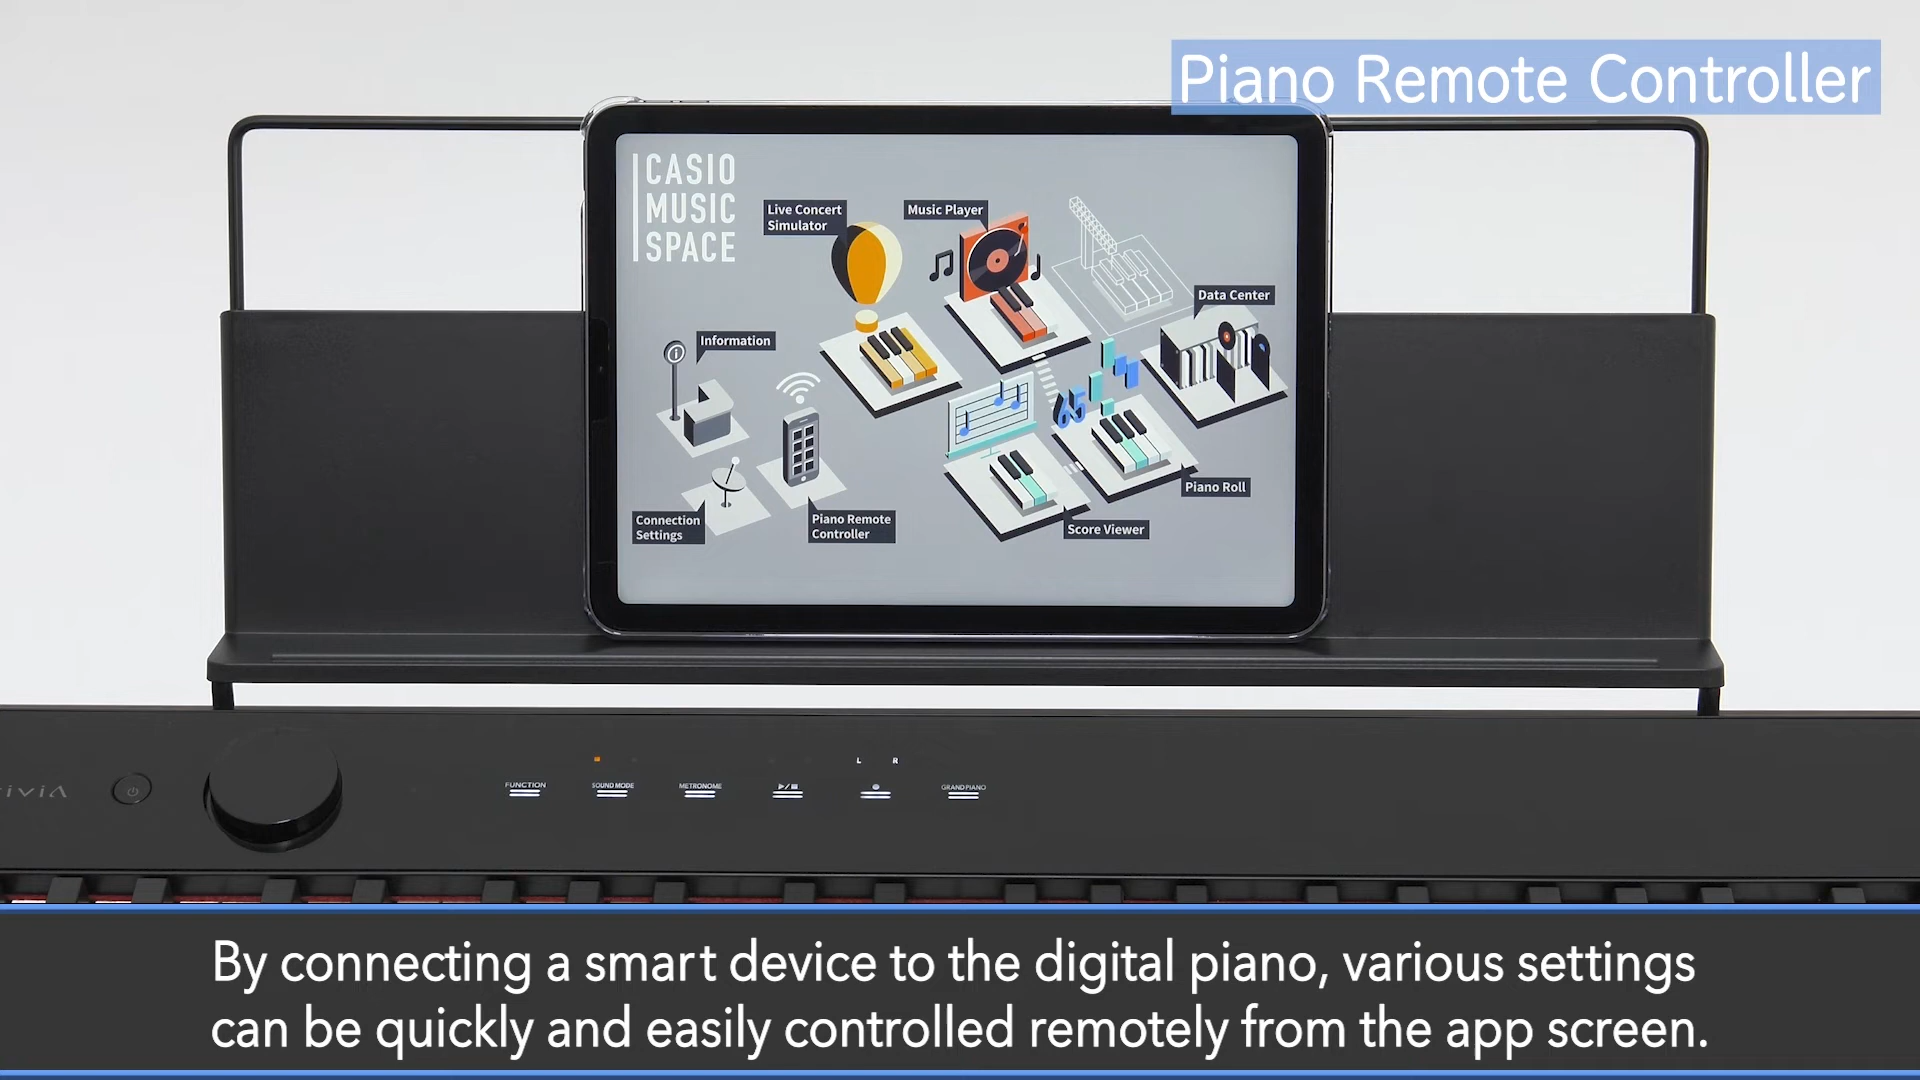 Piano Remote Controller
CASIO
MUSIC
SPACE
Live Concert
Simulator
Music Player
Data Center
Information
Piano Roll
Connection
Settings
Piano Remote
Controller
Score Viewer
65
L R
FUNCTION SOUND MODE METRONOME GRAND PIANO
By connecting a smart device to the digital piano, various settings
can be quickly and easily controlled remotely from the app screen.